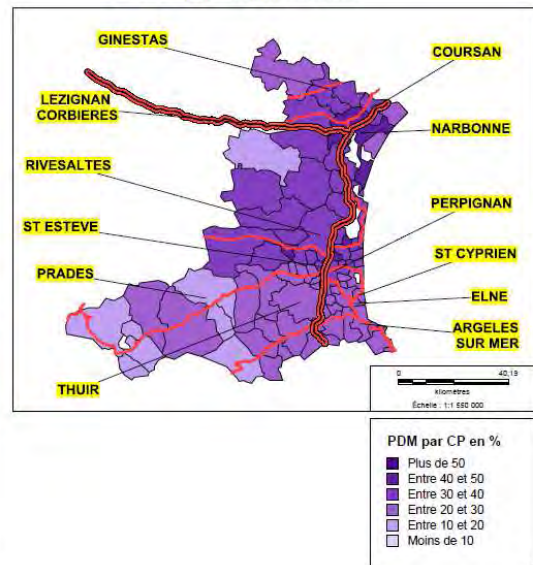 GINESTAS
COURSAN
LEZIGNAN
CORBIERES
NARBONNE
RIVESALTES
PERPIGNAN
ST ESTEVE
ST CYPRIEN
PRADES
ELNE
ARGELES
SUR MER
THUIR
0 40,19
kilomètres
Échelle : 1:1 550 000
PDM par CP en %
Plus de 50
Entre 40 et 50
Entre 30 et 40
Entre 20 et 30
Entre 10 et 20
Moins de 10